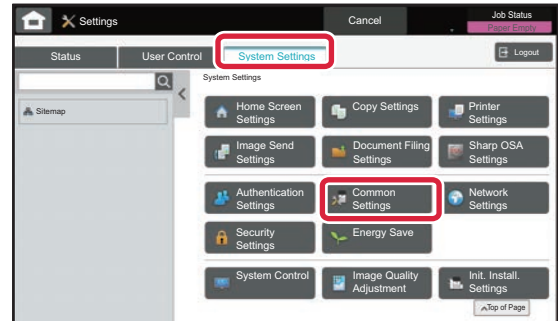 Settings
Cancel
Job Status
Paper Empty
Status
User Control
System Settings
Logout
System Settings
Sitemap
Home Screen
Settings
Copy Settings
Printer
Settings
Image Send
Settings
Document Filing
Settings
Sharp OSA
Settings
Authentication
Settings
Common
Settings
Network
Settings
Security
Settings
Energy Save
System Control
Image Quality
Adjustment
Init. Install.
Settings
Top of Page